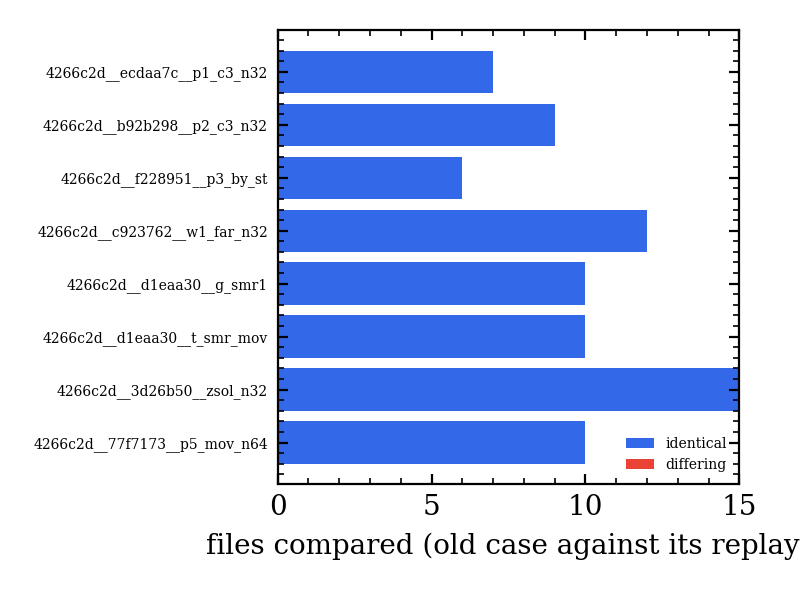 4266c2d__ecdaa7c__p1_c3_n32
4266c2d__b92b298__p2_c3_n32
4266c2d__f228951__p3_by_st
4266c2d__c923762__w1_far_n32
4266c2d__d1eaa30__g_smr1
4266c2d__d1eaa30__t_smr_mov
4266c2d__3d26b50__zsol_n32
4266c2d__77f7173__p5_mov_n64
identical
differing
0 5 10 15
files compared (old case against its replay